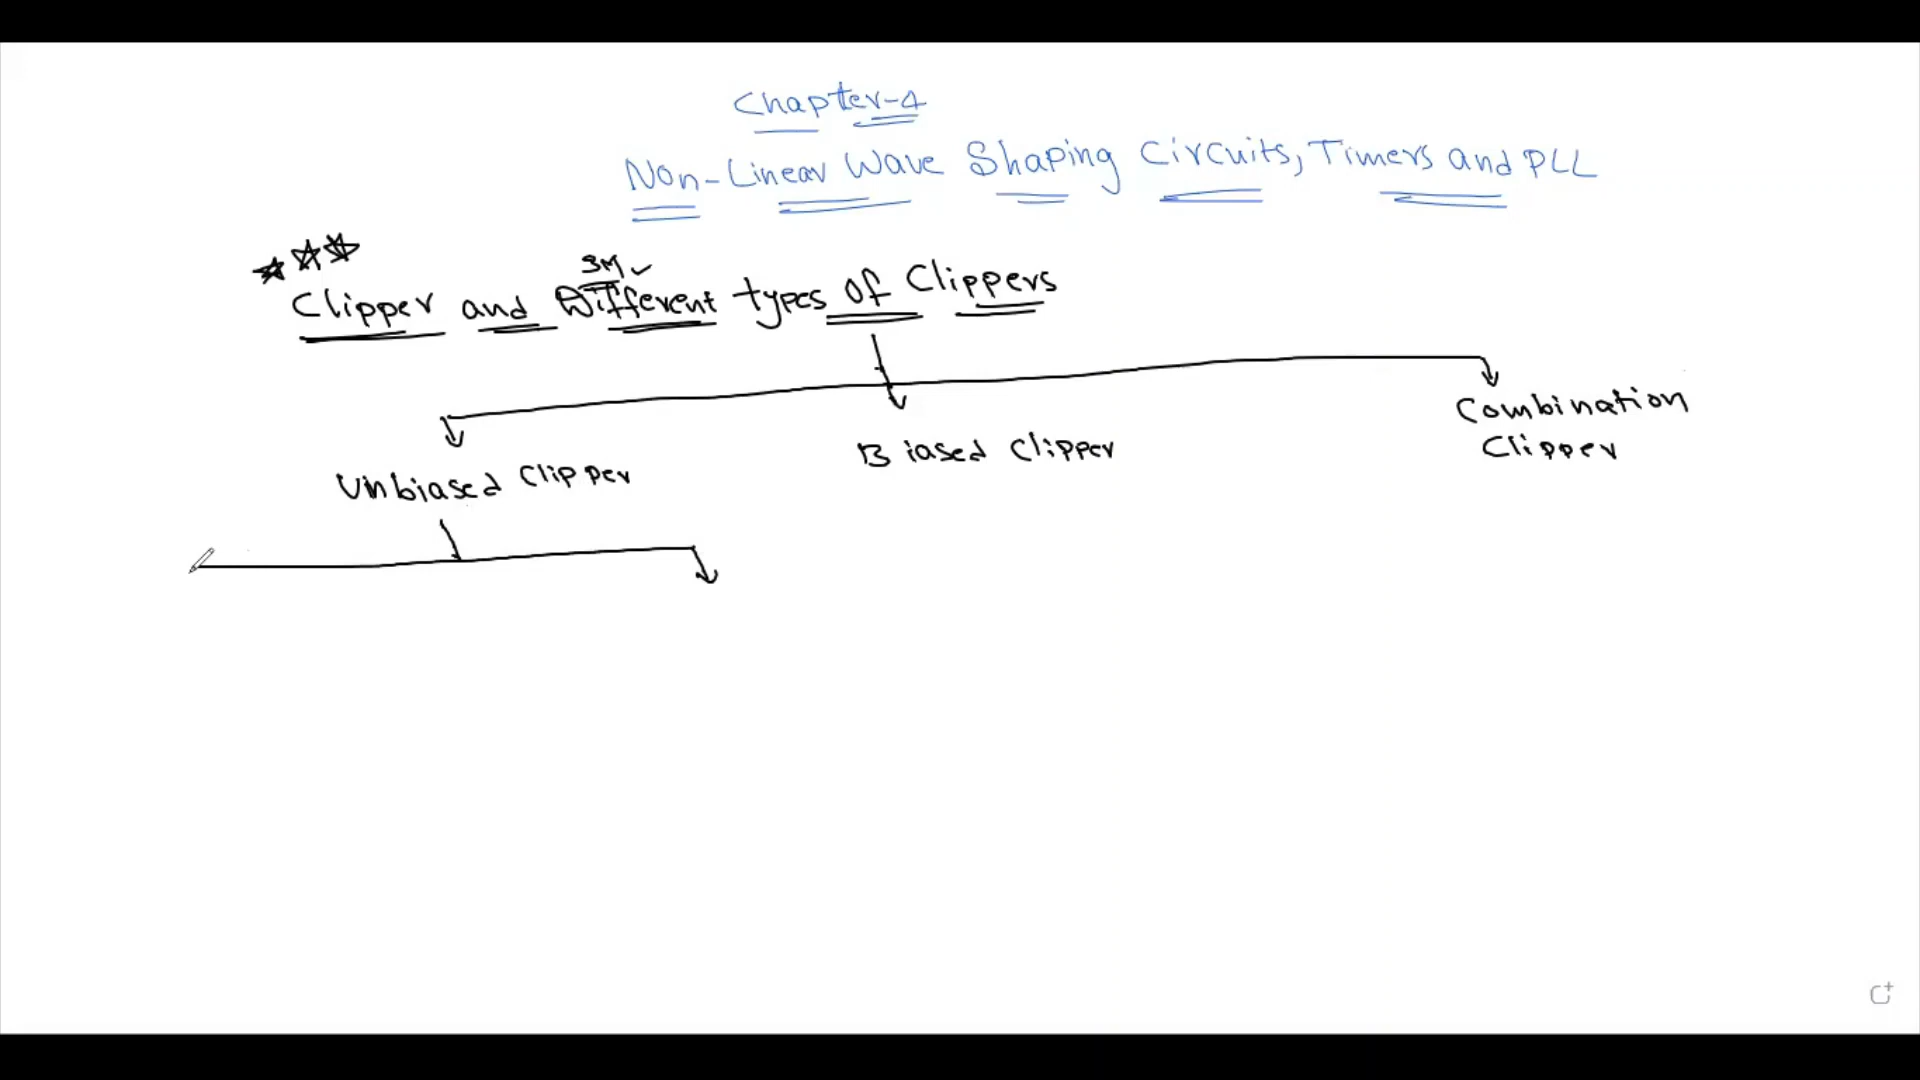 Chapter-4
Non-Linear Wave Shaping Circuits, Timers and PLL
3M
Clipper and Different types of Clippers
Unbiased Clipper
Biased Clipper
Combination
Clipper